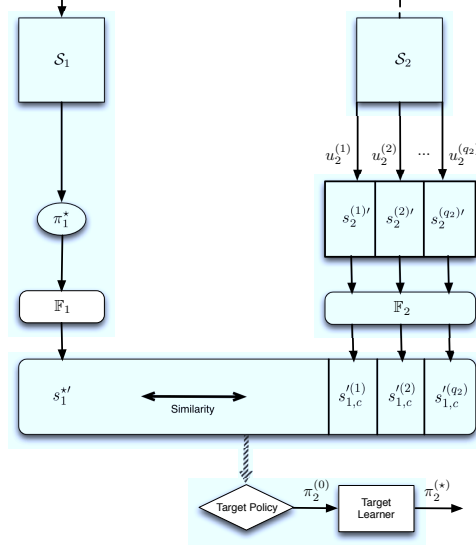 𝒮₁ 𝒮₂
u₂⁽¹⁾ u₂⁽²⁾ ... u₂⁽q₂⁾
π₁⋆ s₂⁽¹⁾′ s₂⁽²⁾′ s₂⁽q₂⁾′
𝔽₁ 𝔽₂
s₁⋆′ s′₁,c⁽¹⁾ s′₁,c⁽²⁾ s′₁,c⁽q₂⁾
Similarity
π₂⁽⁰⁾ π₂⁽⋆⁾
Target Policy
Target
Learner